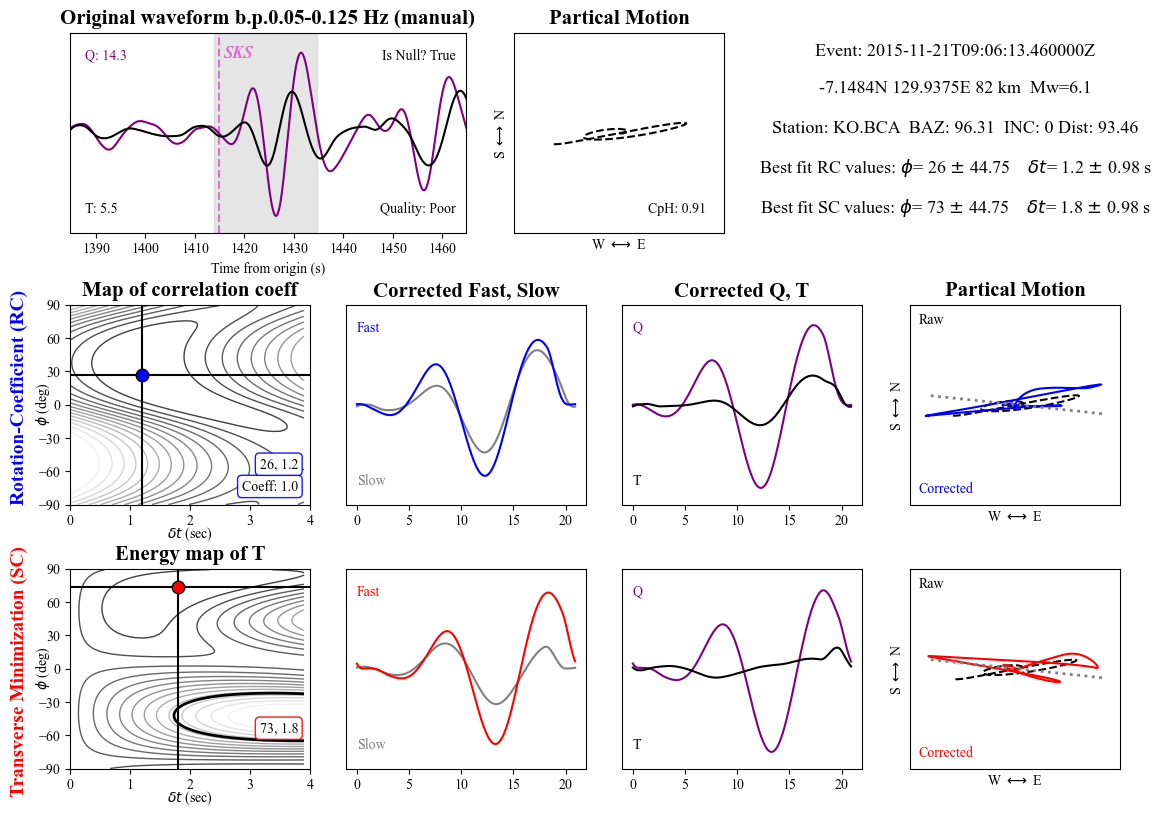 Original waveform b.p.0.05-0.125 Hz (manual)
Q: 14.3
SKS
Is Null? True
T: 5.5
Quality: Poor
1390 1400 1410 1420 1430 1440 1450 1460
Time from origin (s)
Partical Motion
S ⟷ N
CpH: 0.91
W ⟷ E
Event: 2015-11-21T09:06:13.460000Z
-7.1484N 129.9375E 82 km Mw=6.1
Station: KO.BCA BAZ: 96.31 INC: 0 Dist: 93.46
Best fit RC values: ϕ= 26 ± 44.75 δt= 1.2 ± 0.98 s
Best fit SC values: ϕ= 73 ± 44.75 δt= 1.8 ± 0.98 s
Rotation-Coefficient (RC)
Map of correlation coeff
90
60
30
0
−30
−60
−90
ϕ (deg)
26, 1.2
Coeff: 1.0
0 1 2 3 4
δt (sec)
Corrected Fast, Slow
Fast
Slow
0 5 10 15 20
Corrected Q, T
Q
T
0 5 10 15 20
Partical Motion
Raw
S ⟷ N
Corrected
W ⟷ E
Transverse Minimization (SC)
Energy map of T
90
60
30
0
−30
−60
−90
ϕ (deg)
73, 1.8
0 1 2 3 4
δt (sec)
Fast
Slow
0 5 10 15 20
Q
T
0 5 10 15 20
Raw
S ⟷ N
Corrected
W ⟷ E